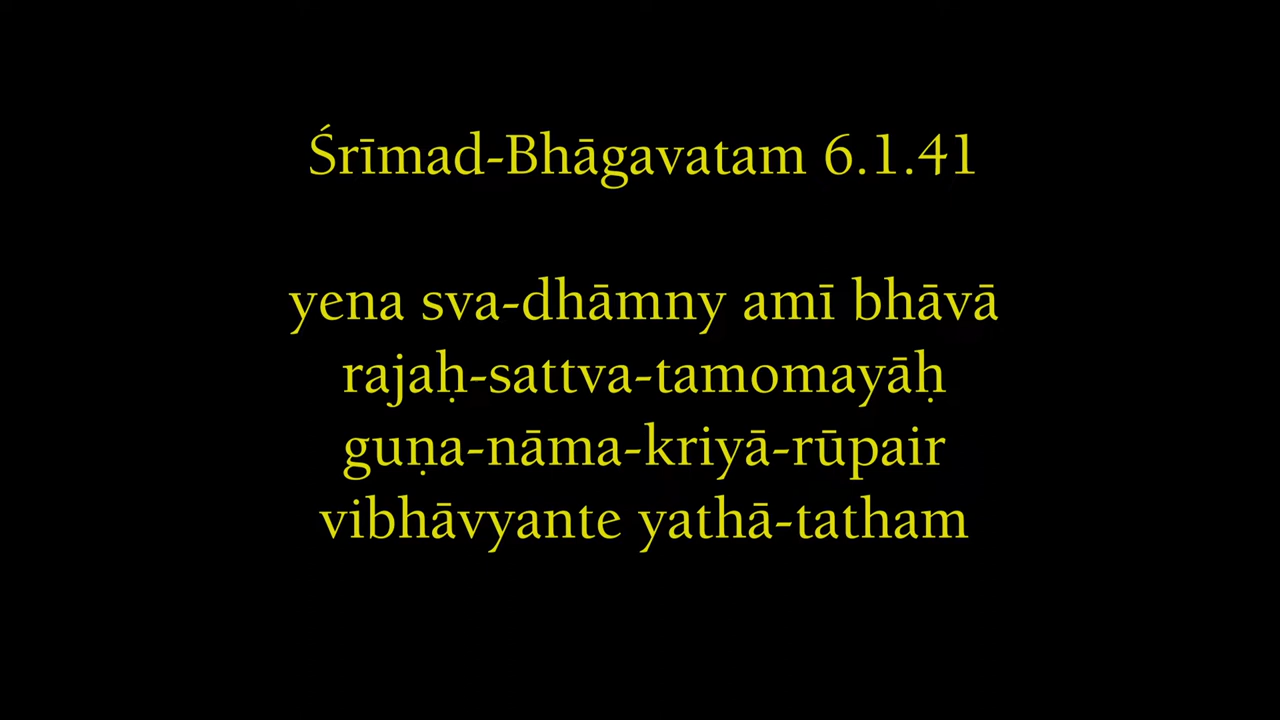 Śrīmad-Bhāgavatam 6.1.41
yena sva-dhāmny amī bhāvā
rajaḥ-sattva-tamomayāḥ
guṇa-nāma-kriyā-rūpair
vibhāvyante yathā-tatham